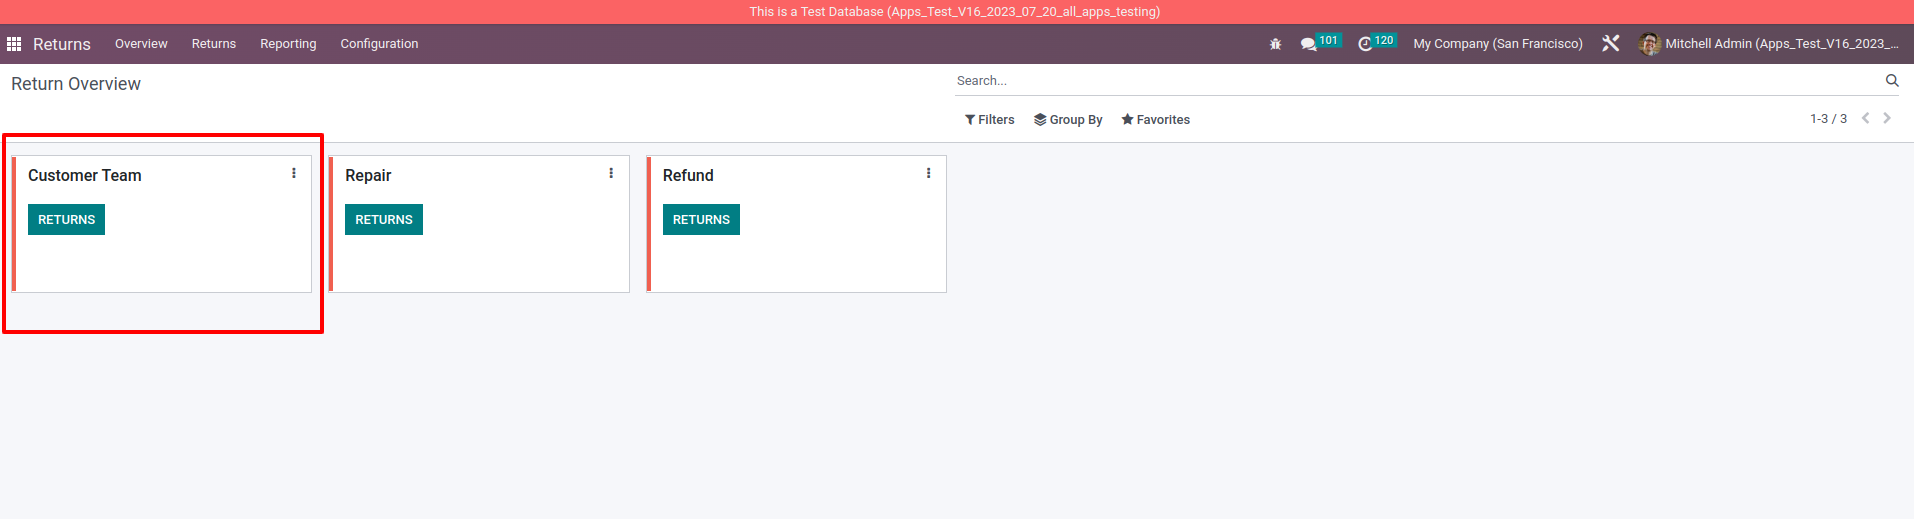 This is a Test Database (Apps_Test_V16_2023_07_20_all_apps_testing)
Returns Overview Returns Reporting Configuration 101 120 My Company (San Francisco) Mitchell Admin (Apps_Test_V16_2023_...
Return Overview
Search...
Filters Group By Favorites 1-3 / 3
Customer Team Repair Refund
RETURNS RETURNS RETURNS